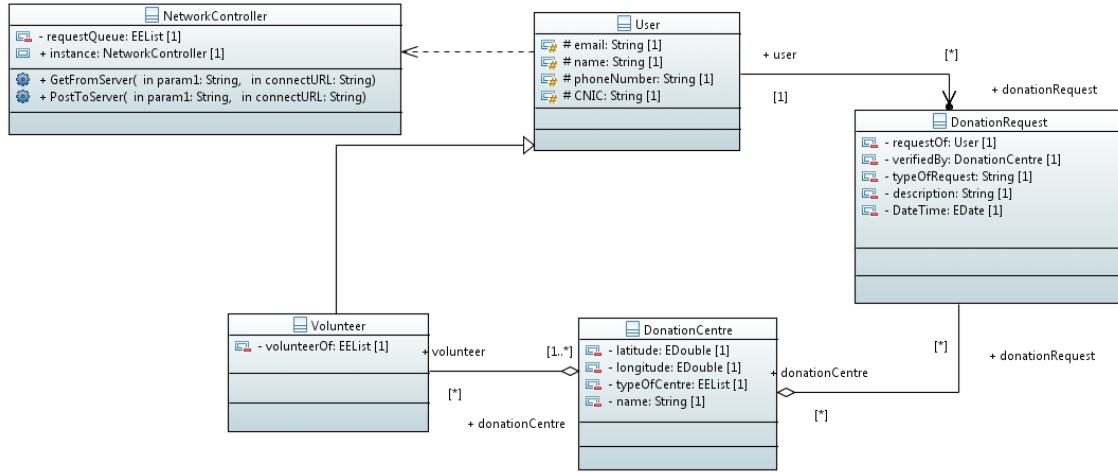 NetworkController
- requestQueue: EEList [1]
+ instance: NetworkController [1]
+ GetFromServer( in param1: String, in connectURL: String)
+ PostToServer( in param1: String, in connectURL: String)
User
# email: String [1]
# name: String [1]
# phoneNumber: String [1]
# CNIC: String [1]
+ user
[*]
[1]
+ donationRequest
DonationRequest
- requestOf: User [1]
- verifiedBy: DonationCentre [1]
- typeOfRequest: String [1]
- description: String [1]
- DateTime: EDate [1]
Volunteer
- volunteerOf: EEList [1]
+ volunteer
[1..*]
[*]
+ donationCentre
DonationCentre
- latitude: EDouble [1]
- longitude: EDouble [1]
- typeOfCentre: EEList [1]
- name: String [1]
[*]
+ donationRequest
+ donationCentre
[*]